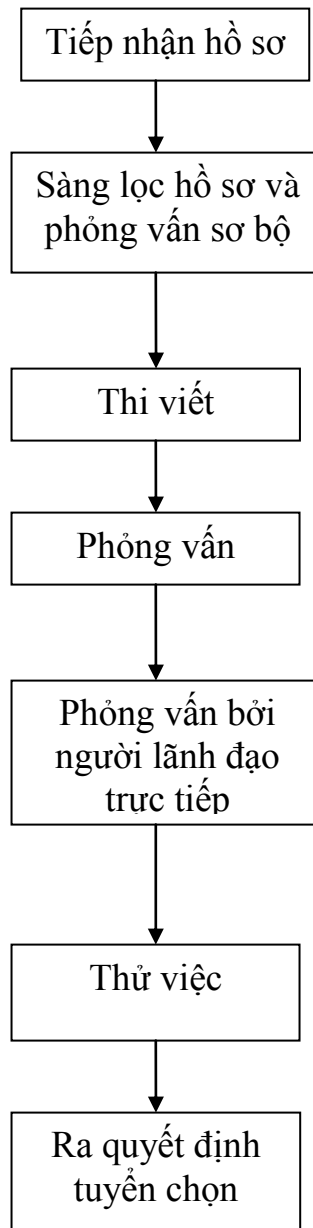 Tiếp nhận hồ sơ
Sàng lọc hồ sơ và
phỏng vấn sơ bộ
Thi viết
Phỏng vấn
Phỏng vấn bởi
người lãnh đạo
trực tiếp
Thử việc
Ra quyết định
tuyển chọn